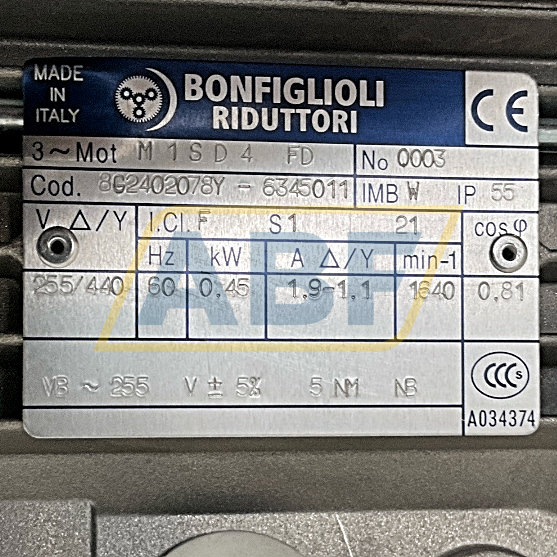 MADE
IN
ITALY
BONFIGLIOLI
RIDUTTORI
CE
3~Mot M 1 S D 4 FD No 0003
Cod. 8G2402078Y - 6345011 IMB W IP 55
V △/Y I.Cl. F S1 21 cosφ
Hz kW A △/Y min-1
255/440 60 0,45 1.9-1.1 1640 0,81
ABF
VB ~ 255 V ± 5% 5 NM NB
CCC S
A034374